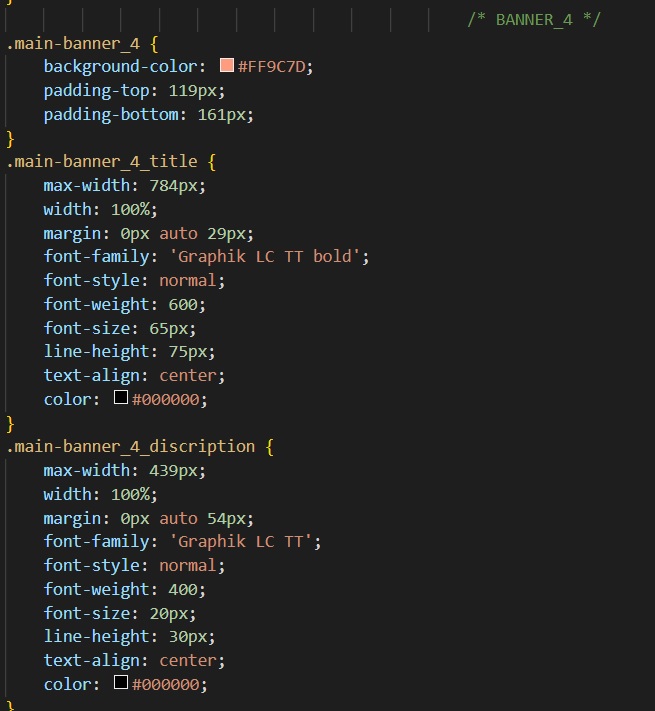 }
/* BANNER_4 */
.main-banner_4 {
background-color: #FF9C7D;
padding-top: 119px;
padding-bottom: 161px;
}
.main-banner_4_title {
max-width: 784px;
width: 100%;
margin: 0px auto 29px;
font-family: 'Graphik LC TT bold';
font-style: normal;
font-weight: 600;
font-size: 65px;
line-height: 75px;
text-align: center;
color: #000000;
}
.main-banner_4_discription {
max-width: 439px;
width: 100%;
margin: 0px auto 54px;
font-family: 'Graphik LC TT';
font-style: normal;
font-weight: 400;
font-size: 20px;
line-height: 30px;
text-align: center;
color: #000000;
}